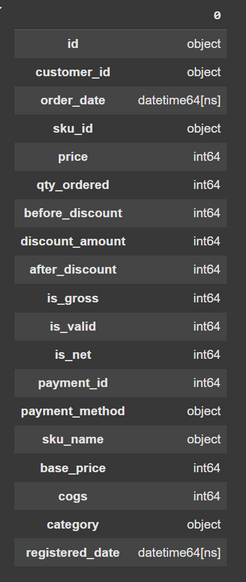 0
id object
customer_id object
order_date datetime64[ns]
sku_id object
price int64
qty_ordered int64
before_discount int64
discount_amount int64
after_discount int64
is_gross int64
is_valid int64
is_net int64
payment_id int64
payment_method object
sku_name object
base_price int64
cogs int64
category object
registered_date datetime64[ns]